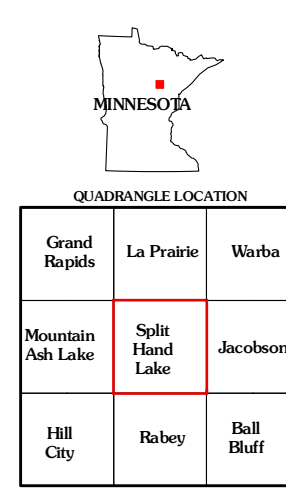 MINNESOTA
QUADRANGLE LOCATION
Grand
Rapids
La Prairie
Warba
Mountain
Ash Lake
Split
Hand
Lake
Jacobson
Hill
City
Rabey
Ball
Bluff